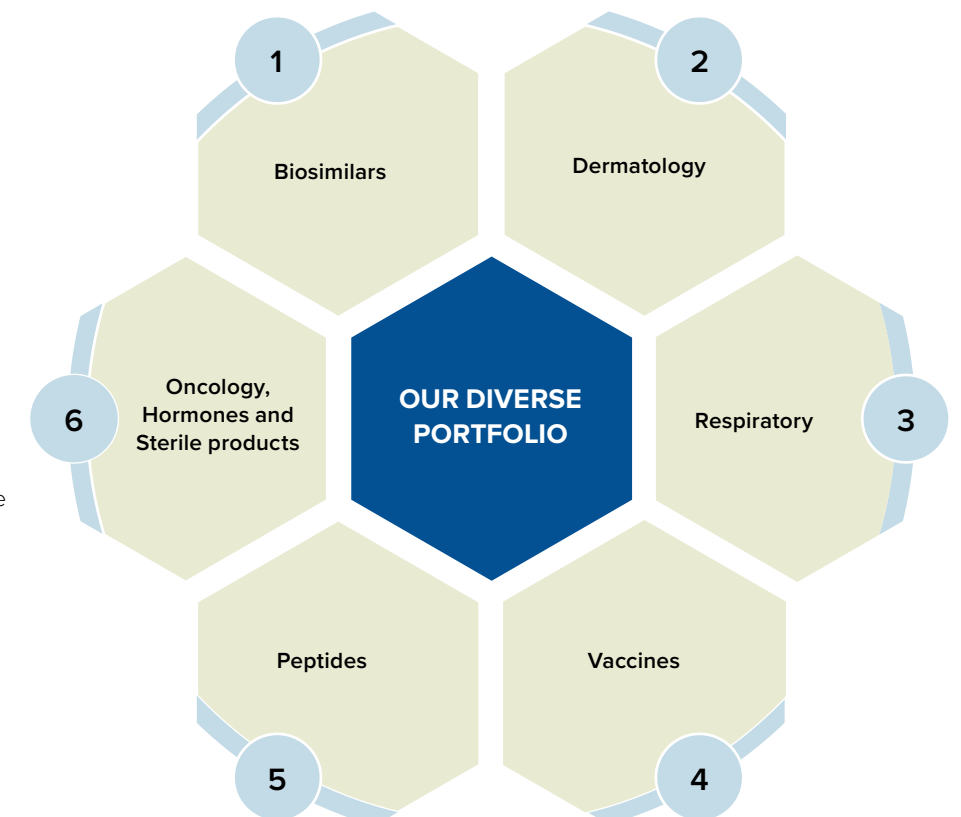 1
Biosimilars
2
Dermatology
3
Respiratory
4
Vaccines
5
Peptides
6
Oncology,
Hormones and
Sterile products
OUR DIVERSE
PORTFOLIO
e